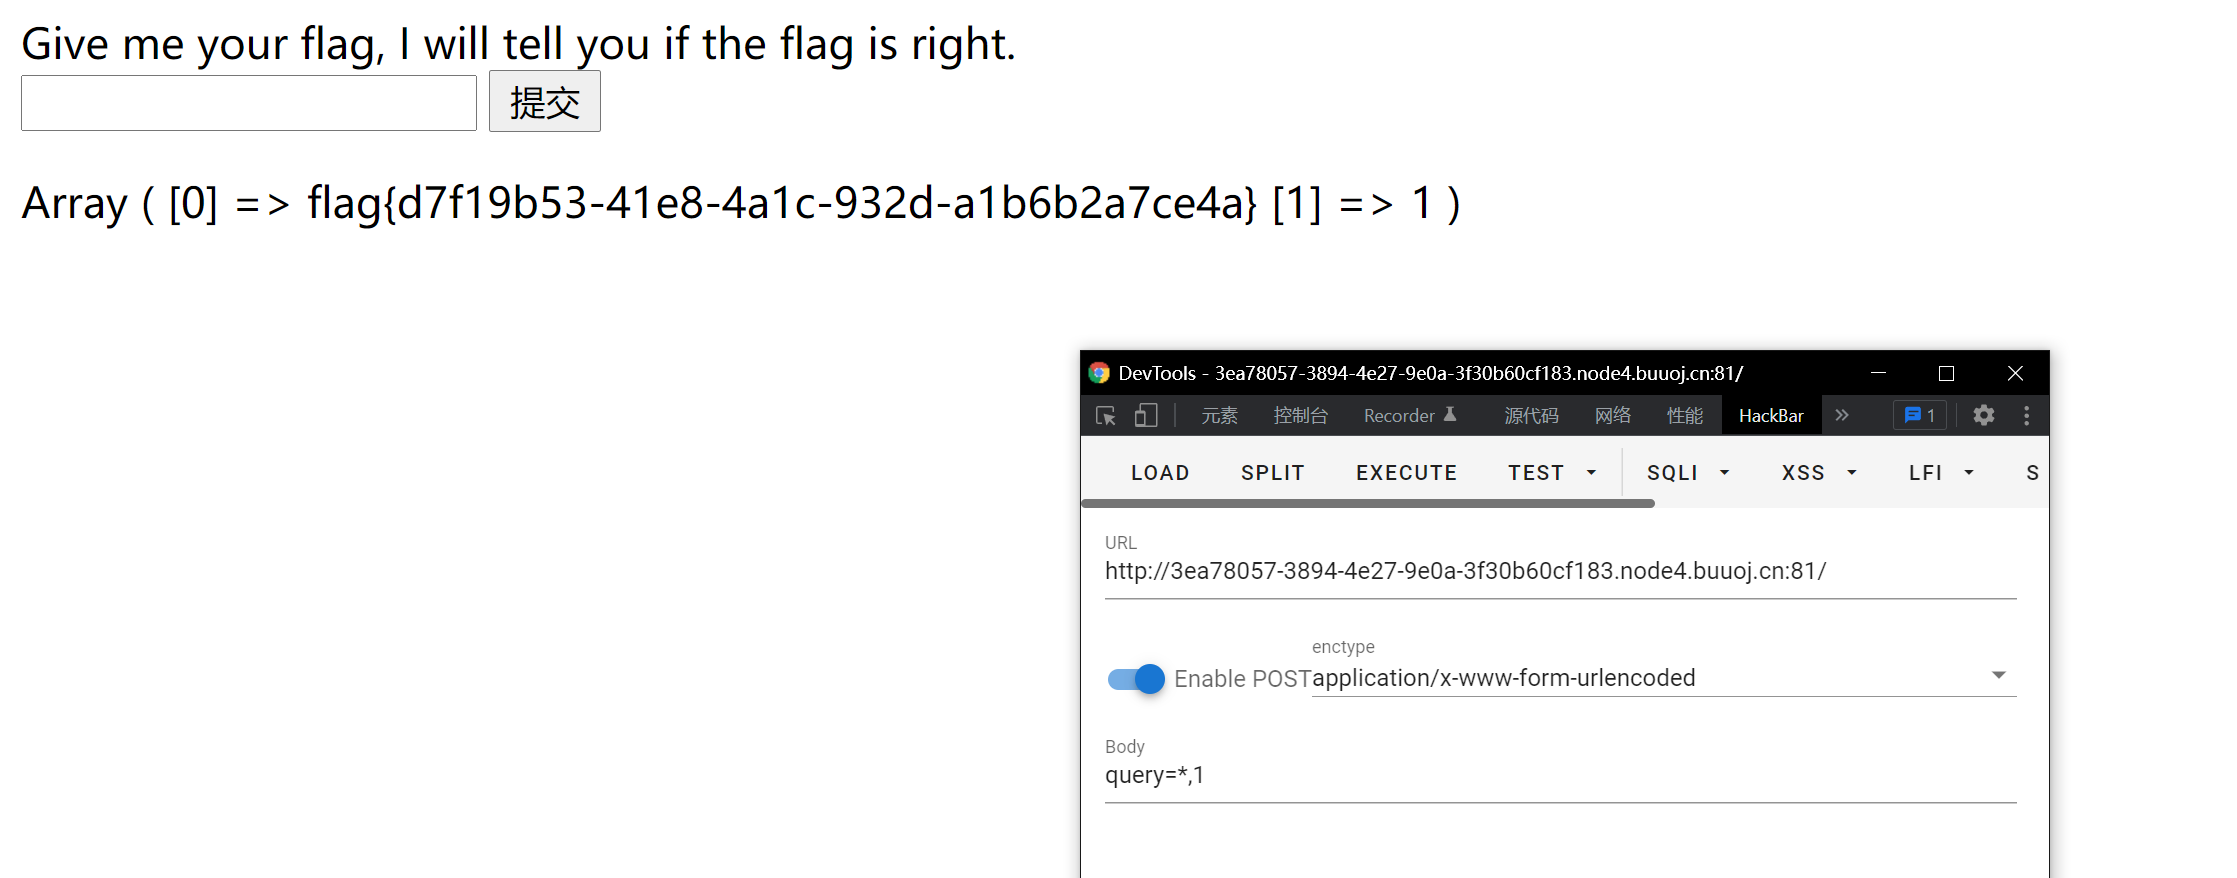 Give me your flag, I will tell you if the flag is right.
提交
Array ( [0] => flag{d7f19b53-41e8-4a1c-932d-a1b6b2a7ce4a} [1] => 1 )
DevTools - 3ea78057-3894-4e27-9e0a-3f30b60cf183.node4.buuoj.cn:81/
元素 控制台 Recorder 源代码 网络 性能 HackBar » 1
LOAD SPLIT EXECUTE TEST SQLI XSS LFI S
URL
http://3ea78057-3894-4e27-9e0a-3f30b60cf183.node4.buuoj.cn:81/
enctype
Enable POST application/x-www-form-urlencoded
Body
query=*,1